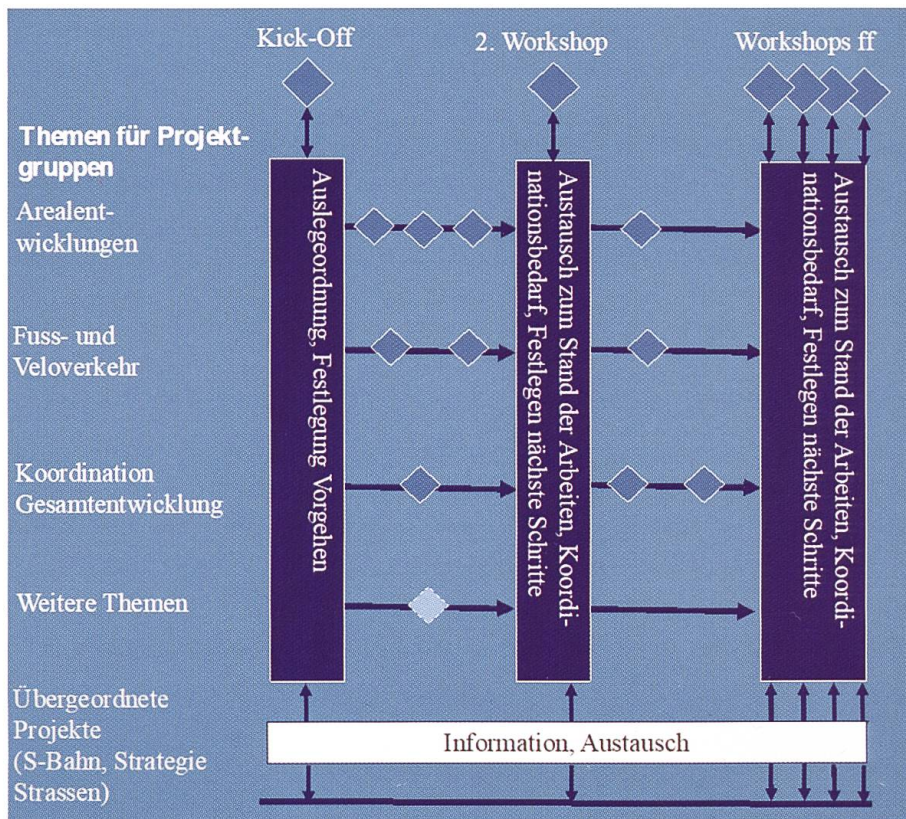 Kick-Off
2. Workshop
Workshops ff
Themen für Projekt-
gruppen
Arealent-
wicklungen
Fuss- und
Veloverkehr
Koordination
Gesamtentwicklung
Weitere Themen
Übergeordnete
Projekte
(S-Bahn, Strategie
Strassen)
Auslegeordnung, Festlegung Vorgehen
Austausch zum Stand der Arbeiten, Koordi-
nationsbedarf, Festlegen nächste Schritte
Austausch zum Stand der Arbeiten, Koordi-
nationsbedarf, Festlegen nächste Schritte
Information, Austausch